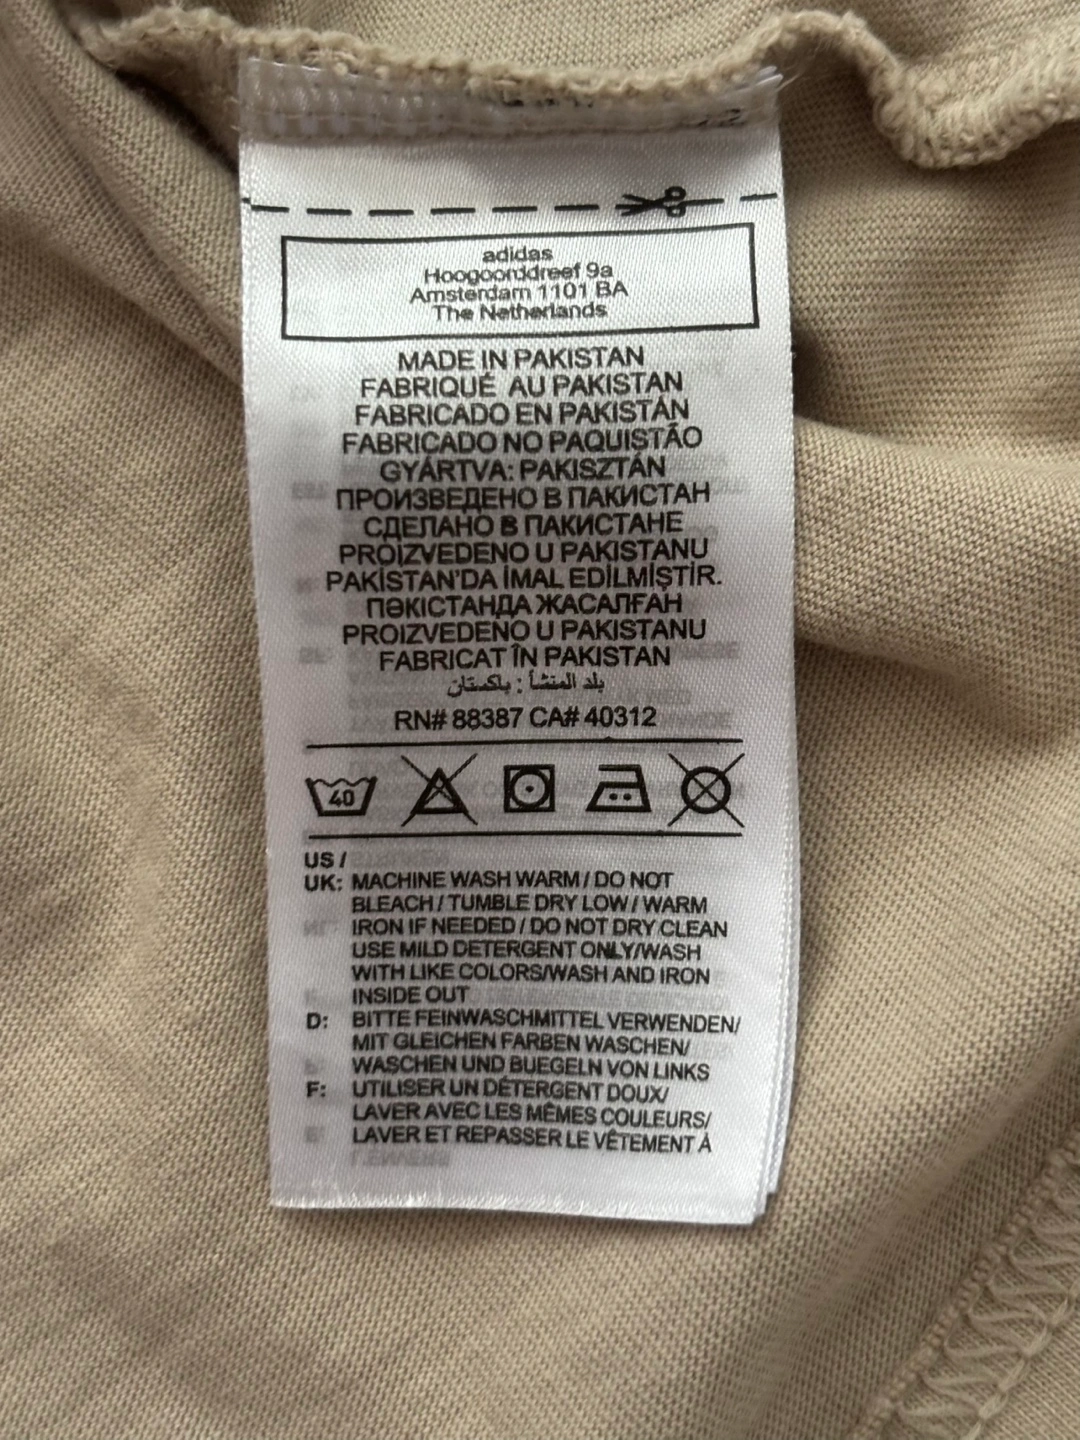 adidas
Hoogoorddreef 9a
Amsterdam 1101 BA
The Netherlands
MADE IN PAKISTAN
FABRIQUÉ AU PAKISTAN
FABRICADO EN PAKISTÁN
FABRICADO NO PAQUISTÃO
GYÁRTVA: PAKISZTÁN
ПРОИЗВЕДЕНО В ПАКИСТАН
СДЕЛАНО В ПАКИСТАНЕ
PROIZVEDENO U PAKISTANU
PAKİSTAN'DA İMAL EDİLMİŞTİR.
ПӘКІСТАНДА ЖАСАЛҒАН
PROIZVEDENO U PAKISTANU
FABRICAT ÎN PAKISTAN
بلد المنشأ : باكستان
RN# 88387 CA# 40312
40
US /
UK: MACHINE WASH WARM / DO NOT
BLEACH / TUMBLE DRY LOW / WARM
IRON IF NEEDED / DO NOT DRY CLEAN
USE MILD DETERGENT ONLY/WASH
WITH LIKE COLORS/WASH AND IRON
INSIDE OUT
D: BITTE FEINWASCHMITTEL VERWENDEN/
MIT GLEICHEN FARBEN WASCHEN/
WASCHEN UND BUEGELN VON LINKS
F: UTILISER UN DÉTERGENT DOUX/
LAVER AVEC LES MÊMES COULEURS/
LAVER ET REPASSER LE VÊTEMENT À